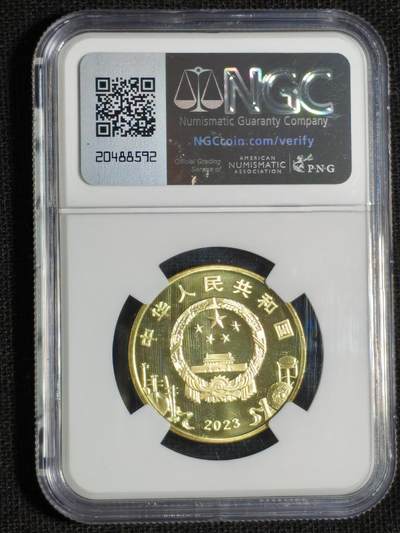 NGC
Numismatic Guaranty Company
NGCcoin.com/verify
20488592
Official Grading
Service of
AMERICAN
NUMISMATIC
ASSOCIATION
P·N·G
中华人民共和国
2023